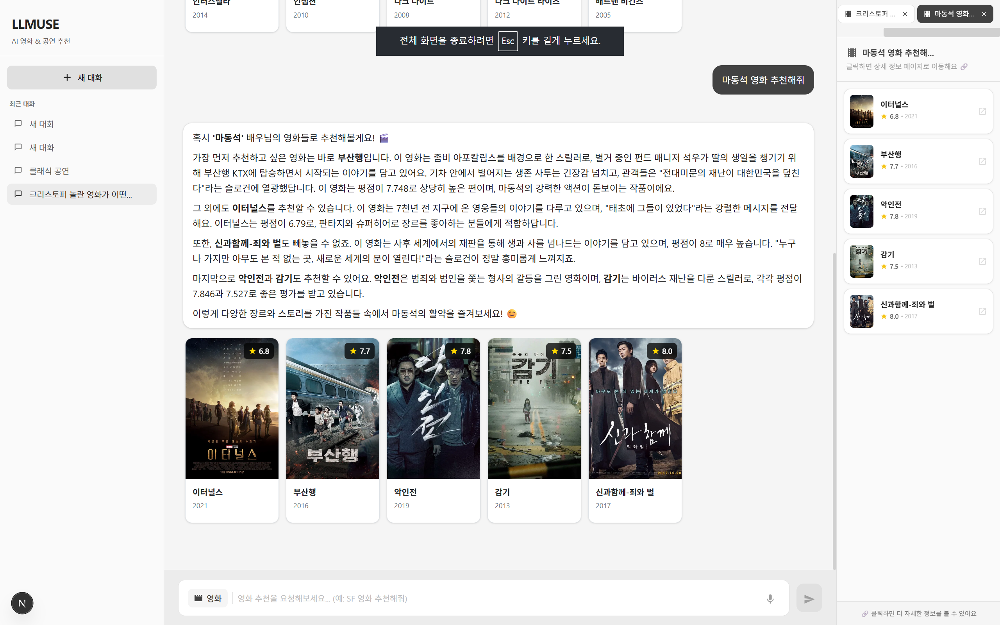 LLMUSE
AI 영화 & 공연 추천
새 대화
최근 대화
새 대화
새 대화
클래식 공연
크리스토퍼 놀란 영화가 어떤...
인터스텔라
2014
인셉션
2010
다크 나이트
2008
다크 나이트 라이즈
2012
배트맨 비긴즈
2005
전체 화면을 종료하려면 Esc 키를 길게 누르세요.
마동석 영화 추천해줘
혹시 '마동석' 배우님의 영화들로 추천해볼게요! 🎬
가장 먼저 추천하고 싶은 영화는 바로 부산행입니다. 이 영화는 좀비 아포칼립스를 배경으로 한 스릴러로, 별거 중인 펀드 매니저 석우가 딸의 생일을 챙기기 위
해 부산행 KTX에 탑승하면서 시작되는 이야기를 담고 있어요. 기차 안에서 벌어지는 생존 사투는 긴장감 넘치고, 관객들은 "전대미문의 재난이 대한민국을 덮친
다"라는 슬로건에 열광했답니다. 이 영화는 평점이 7.748로 상당히 높은 편이며, 마동석의 강력한 액션이 돋보이는 작품이에요.
그 외에도 이터널스를 추천할 수 있습니다. 이 영화는 7천년 전 지구에 온 영웅들의 이야기를 다루고 있으며, "태초에 그들이 있었다"라는 강렬한 메시지를 전달
해요. 이터널스는 평점이 6.79로, 판타지와 슈퍼히어로 장르를 좋아하는 분들에게 적합하답니다.
또한, 신과함께-죄와 벌도 빼놓을 수 없죠. 이 영화는 사후 세계에서의 재판을 통해 생과 사를 넘나드는 이야기를 담고 있으며, 평점이 8로 매우 높습니다. "누구
나 가지만 아무도 본 적 없는 곳, 새로운 세계의 문이 열린다!"라는 슬로건이 정말 흥미롭게 느껴지죠.
마지막으로 악인전과 감기도 추천할 수 있어요. 악인전은 범죄와 범인을 쫓는 형사의 갈등을 그린 영화이며, 감기는 바이러스 재난을 다룬 스릴러로, 각각 평점이
7.846과 7.527로 좋은 평가를 받고 있습니다.
이렇게 다양한 장르와 스토리를 가진 작품들 속에서 마동석의 활약을 즐겨보세요! 😊
6.8
세상을 구할 태초의 수호자
MARVEL STUDIOS
이터널스
11월 IMAX 대개봉
이터널스
2021
7.7
부산행
부산행
2016
7.8
악인전
악인전
2019
7.5
죽음의 바이
감기
THE FLU
감기
2013
8.0
아무도 본 적 없는 세계가 열린다
신과함께
죄와 벌
2017.12.20
신과함께-죄와 벌
2017
영화
영화 추천을 요청해보세요... (예: SF 영화 추천해줘)
크리스토퍼 ...
마동석 영화...
마동석 영화 추천해...
클릭하면 상세 정보 페이지로 이동해요 🔗
이터널스
6.8 • 2021
부산행
7.7 • 2016
악인전
7.8 • 2019
감기
7.5 • 2013
신과함께-죄와 벌
8.0 • 2017
🔗 클릭하면 더 자세한 정보를 볼 수 있어요
N